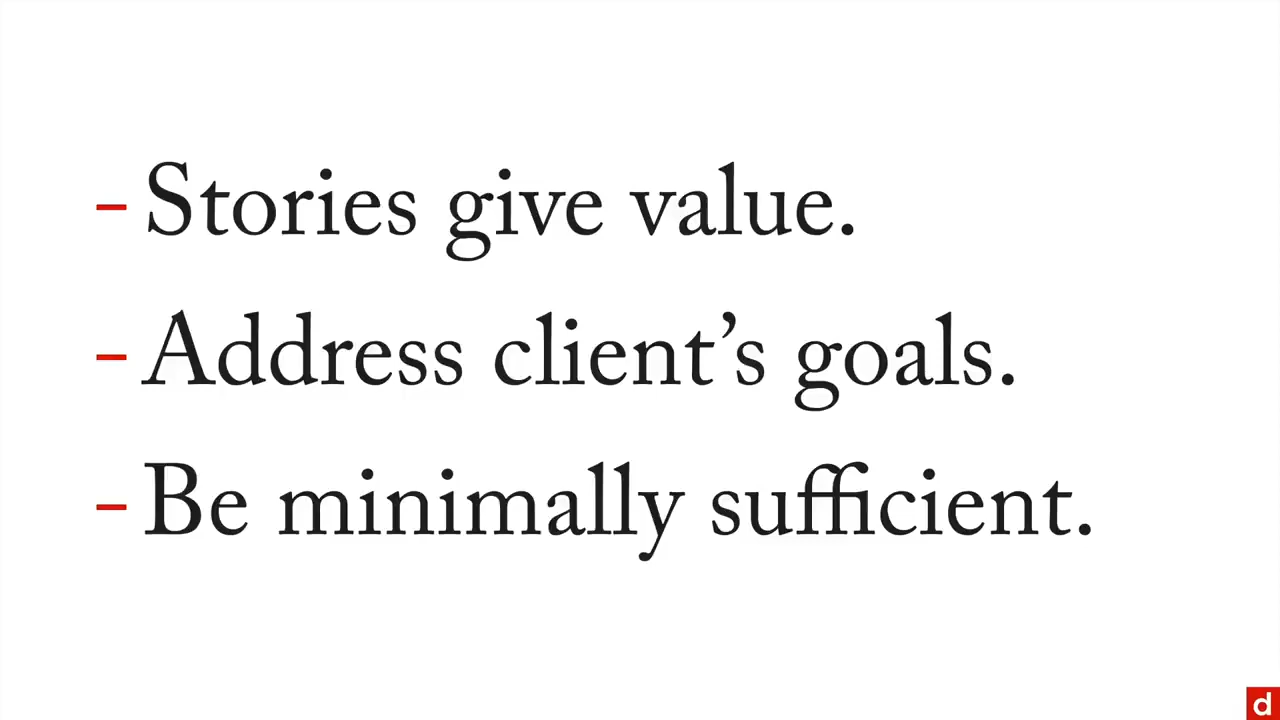 – Stories give value.
– Address client’s goals.
– Be minimally sufficient.
d